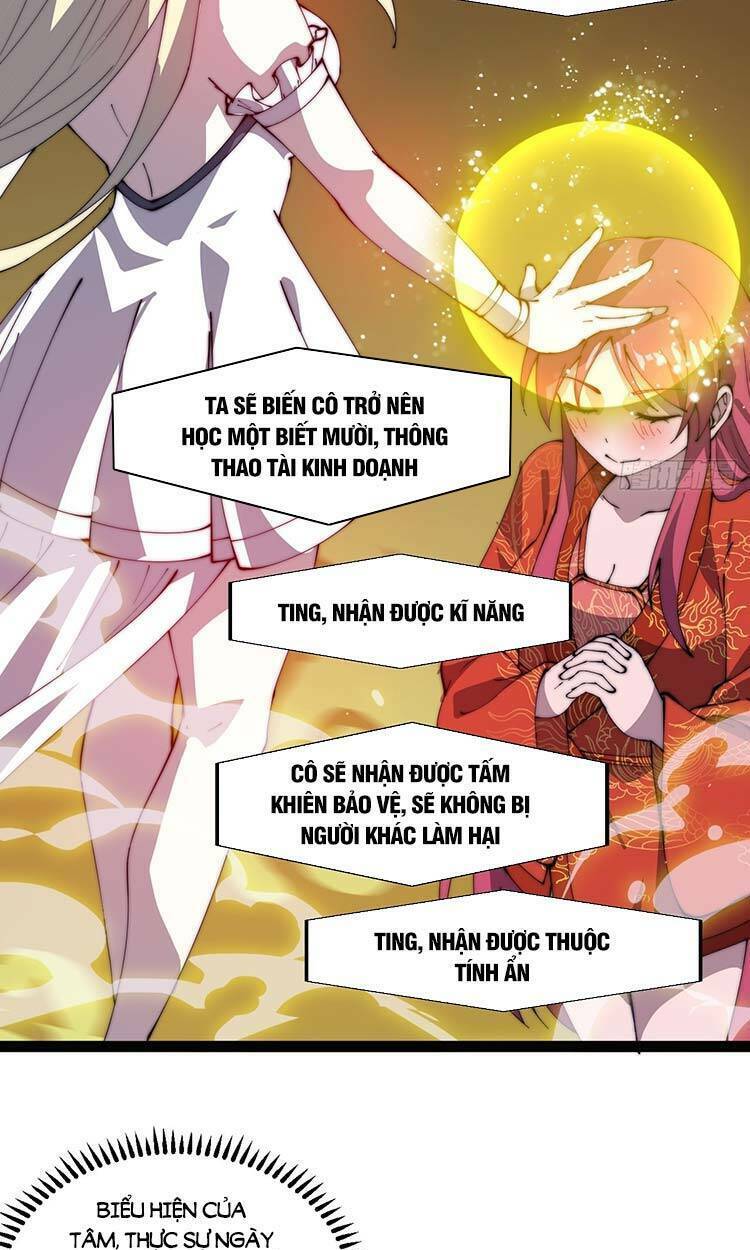 TA SẼ BIẾN CÔ TRỞ NÊN
HỌC MỘT BIẾT MƯỜI, THÔNG
THAO TÀI KINH DOẠNH
TING, NHẬN ĐƯỢC KĨ NĂNG
CÔ SẼ NHẬN ĐƯỢC TẤM
KHIÊN BẢO VỆ, SẼ KHÔNG BỊ
NGƯỜI KHÁC LÀM HẠI
TING, NHẬN ĐƯỢC THUỘC
TÍNH ẨN
BIỂU HIỆN CỦA
TÂM, THỰC SỰ NGÀY